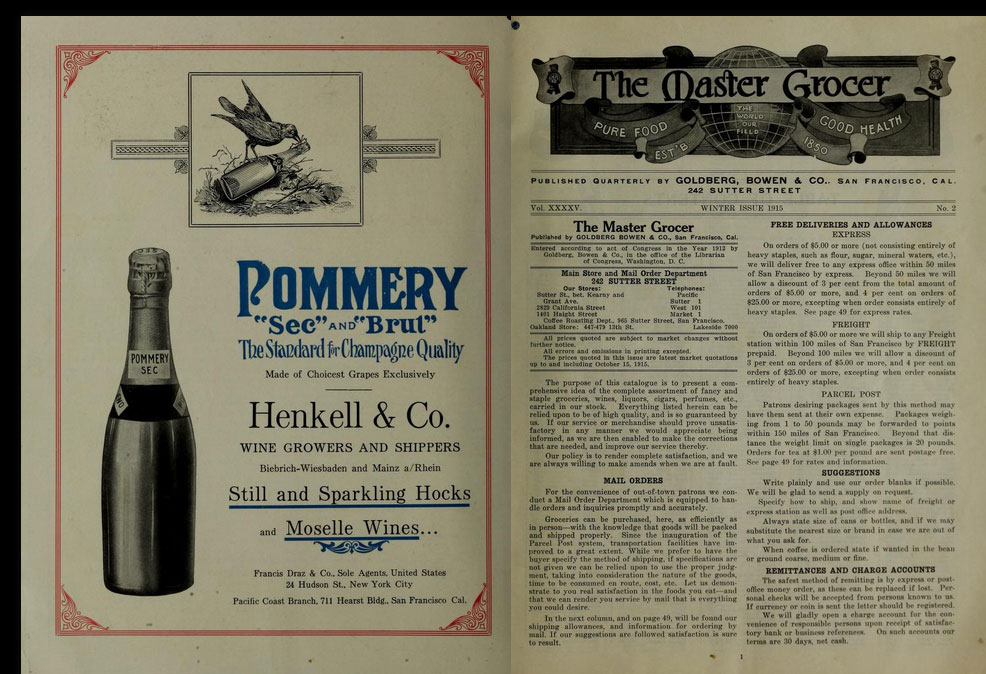 POMMERY
SEC
POMMERY
"Sec" AND "Brut"
The Standard for Champagne Quality
Made of Choicest Grapes Exclusively
Henkell & Co.
WINE GROWERS AND SHIPPERS
Biebrich-Wiesbaden and Mainz a/Rhein
Still and Sparkling Hocks
and Moselle Wines...
Francis Draz & Co., Sole Agents, United States
24 Hudson St., New York City
Pacific Coast Branch, 711 Hearst Bldg., San Francisco, Cal.
The Master Grocer
PURE FOOD
THE
WORLD
OUR
FIELD
GOOD HEALTH
EST'B
1850
PUBLISHED QUARTERLY BY GOLDBERG, BOWEN & CO., SAN FRANCISCO, CAL.
242 SUTTER STREET
Vol. XXXXV. WINTER ISSUE 1915 No. 2
The Master Grocer
Published by GOLDBERG BOWEN & CO., San Francisco, Cal.
Entered according to act of Congress in the Year 1912 by
Goldberg, Bowen & Co., in the office of the Librarian
of Congress, Washington, D. C.
Main Store and Mail Order Department
242 SUTTER STREET
Our Stores: Telephones:
Sutter St., bet. Kearny and Pacific
Grant Ave. Sutter 1
2829 California Street West 101
1401 Haight Street Market 1
Coffee Roasting Dept., 965 Sutter Street, San Francisco.
Oakland Store: 447-479 13th St. Lakeside 7000
All prices quoted are subject to market changes without
further notice.
All errors and omissions in printing excepted.
The prices quoted in this issue are latest market quotations
up to and including October 15, 1915.
The purpose of this catalogue is to present a com-
prehensive idea of the complete assortment of fancy and
staple groceries, wines, liquors, cigars, perfumes, etc.,
carried in our stock. Everything listed herein can be
relied upon to be of high quality, and is so guaranteed by
us. If our service or merchandise should prove unsatis-
factory in any manner we would appreciate being
informed, as we are then enabled to make the corrections
that are needed, and improve our service thereby.
Our policy is to render complete satisfaction, and we
are always willing to make amends when we are at fault.
MAIL ORDERS
For the convenience of out-of-town patrons we con-
duct a Mail Order Department which is equipped to han-
dle orders and inquiries promptly and accurately.
Groceries can be purchased, here, as efficiently as
in person—with the knowledge that goods will be packed
and shipped properly. Since the inauguration of the
Parcel Post system, transportation facilities have im-
proved to a great extent. While we prefer to have the
buyer specify the method of shipping, if specifications are
not given we can be relied upon to use the proper judg-
ment, taking into consideration the nature of the goods,
time to be consumed en route, cost, etc. Let us demon-
strate to you real satisfaction in the foods you eat—and
that we can render you service by mail that is everything
you could desire.
In the next column, and on page 49, will be found our
shipping allowances, and information for ordering by
mail. If our suggestions are followed satisfaction is sure
to result.
FREE DELIVERIES AND ALLOWANCES
EXPRESS
On orders of $5.00 or more (not consisting entirely of
heavy staples, such as flour, sugar, mineral waters, etc.),
we will deliver free to any express office within 50 miles
of San Francisco by express. Beyond 50 miles we will
allow a discount of 3 per cent from the total amount of
orders of $5.00 or more, and 4 per cent on orders of
$25.00 or more, excepting when order consists entirely of
heavy staples. See page 49 for express rates.
FREIGHT
On orders of $5.00 or more we will ship to any Freight
station within 100 miles of San Francisco by FREIGHT
prepaid. Beyond 100 miles we will allow a discount of
3 per cent on orders of $5.00 or more, and 4 per cent on
orders of $25.00 or more, excepting when order consists
entirely of heavy staples.
PARCEL POST
Patrons desiring packages sent by this method may
have them sent at their own expense. Packages weigh-
ing from 1 to 50 pounds may be forwarded to points
within 150 miles of San Francisco. Beyond that dis-
tance the weight limit on single packages is 20 pounds.
Orders for tea at $1.00 per pound are sent postage free.
See page 49 for rates and information.
SUGGESTIONS
Write plainly and use our order blanks if possible.
We will be glad to send a supply on request.
Specify how to ship, and show name of freight or
express station as well as post office address.
Always state size of cans or bottles, and if we may
substitute the nearest size or brand in ease we are out of
what you ask for.
When coffee is ordered state if wanted in the bean
or ground coarse, medium or fine.
REMITTANCES AND CHARGE ACCOUNTS
The safest method of remitting is by express or post-
office money order, as these can be replaced if lost. Per-
sonal checks will be accepted from persons known to us.
If currency or coin is sent the letter should be registered.
We will gladly open a charge account for the con-
venience of responsible persons upon receipt of satisfac-
tory bank or business references. On such accounts our
terms are 30 days, net cash.
1